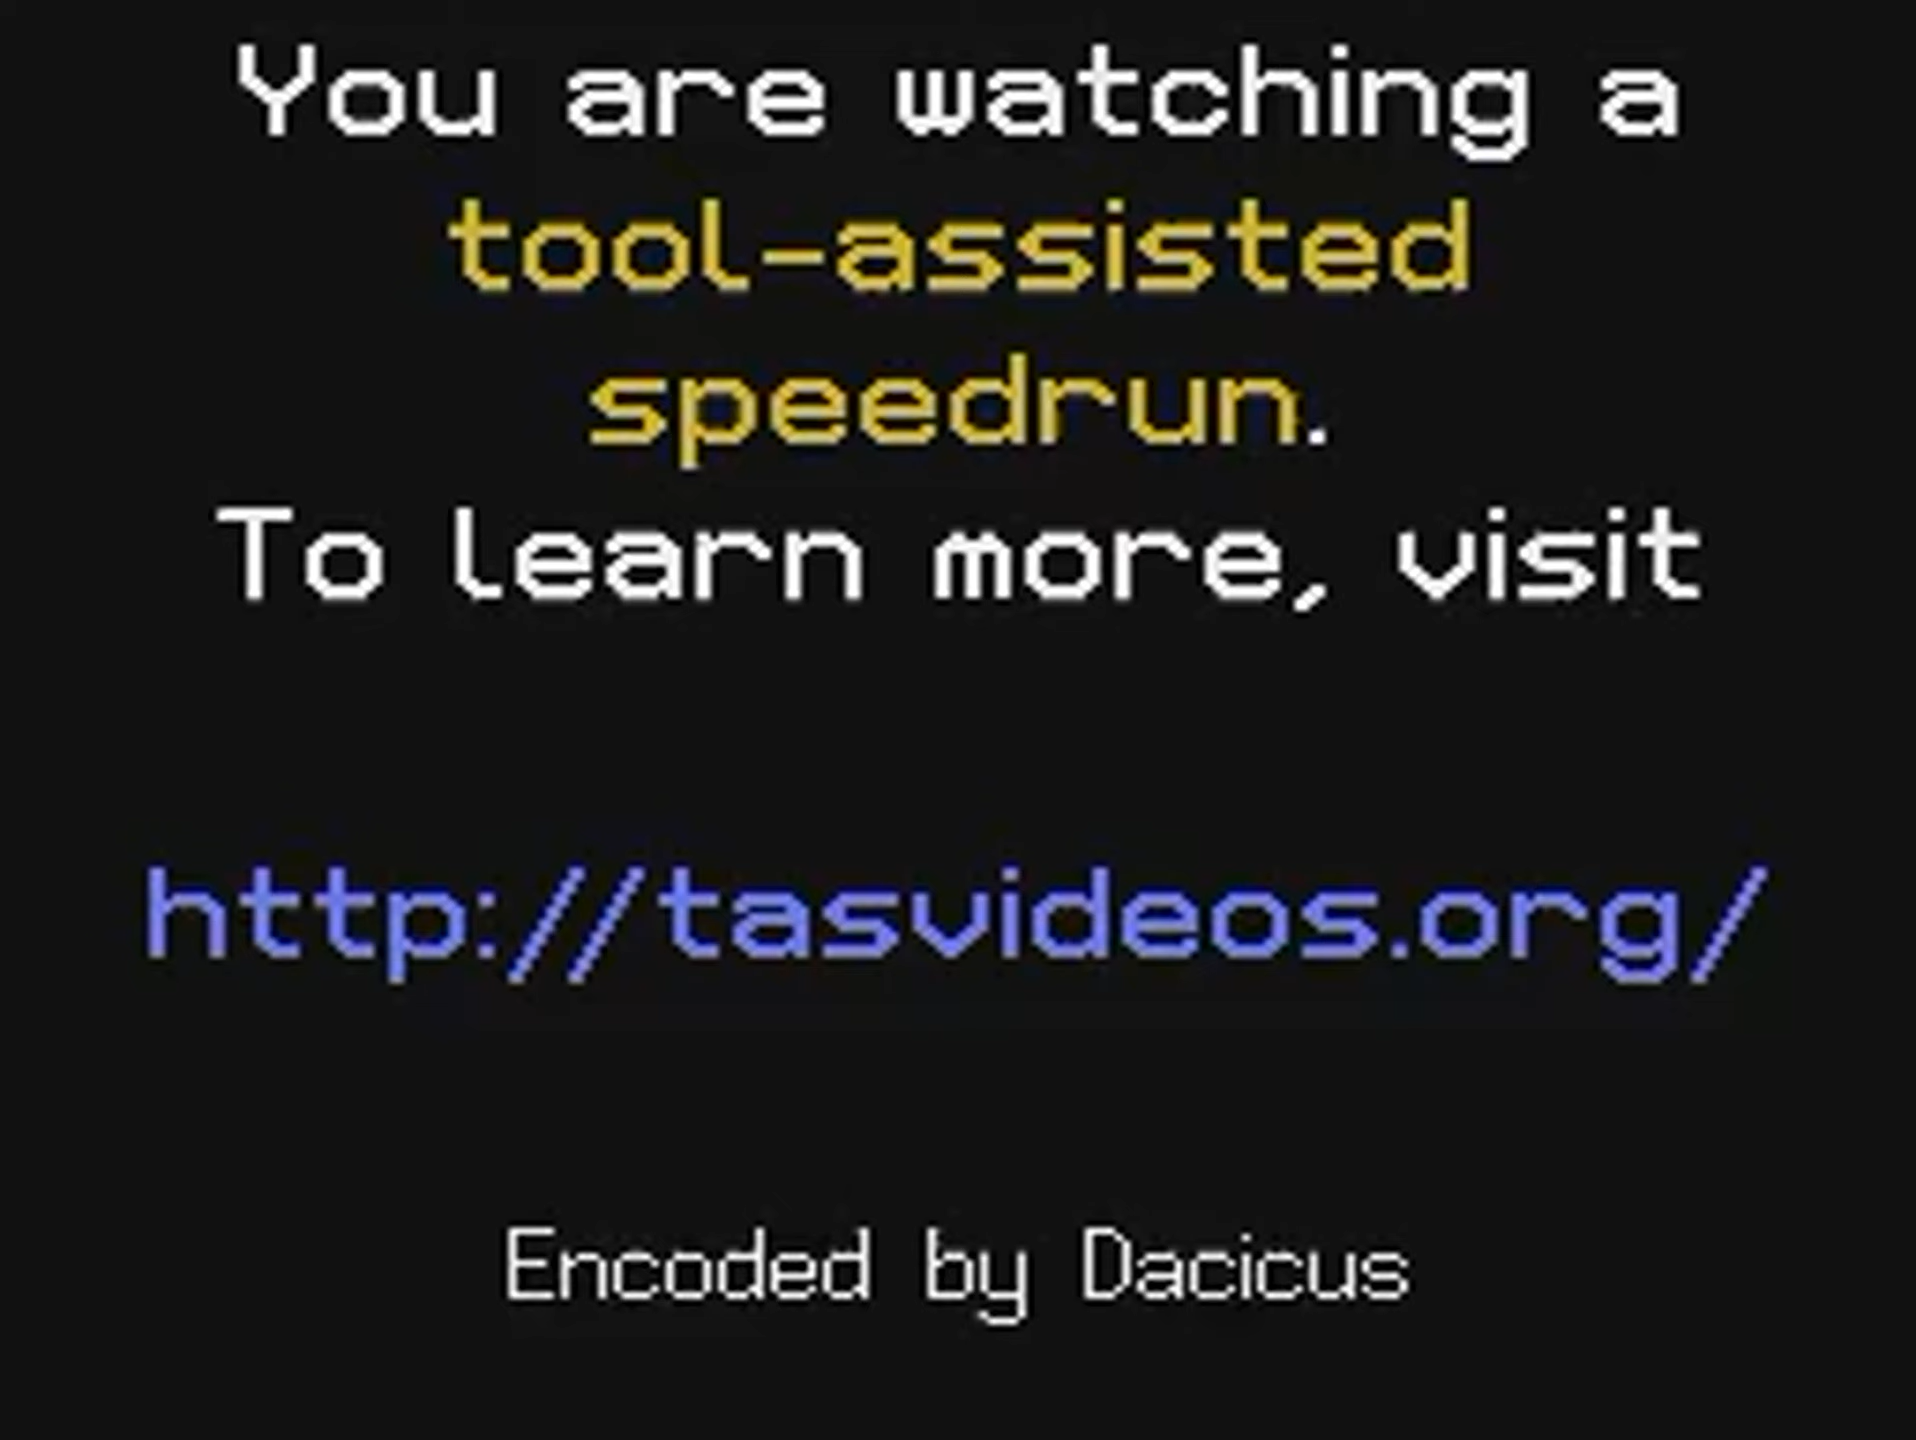 You are watching a
tool-assisted
speedrun.
To learn more, visit
http://tasvideos.org/
Encoded by Dacicus